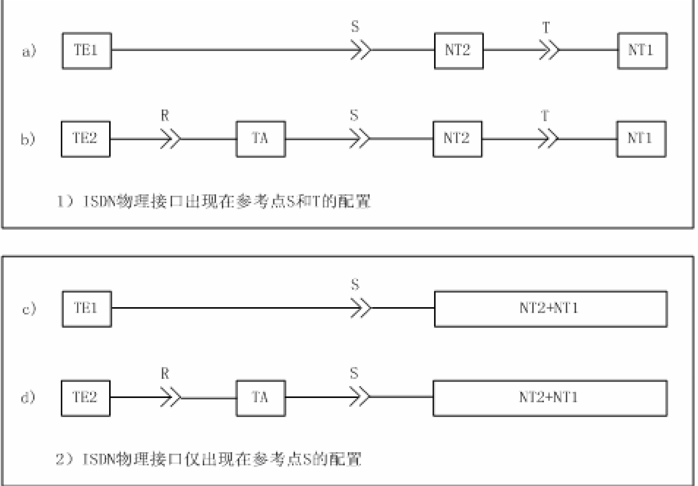 S T
a) TE1 NT2 NT1
R S T
b) TE2 TA NT2 NT1
1) ISDN物理接口出现在参考点S和T的配置
S
c) TE1 NT2+NT1
R S
d) TE2 TA NT2+NT1
2) ISDN物理接口仅出现在参考点S的配置